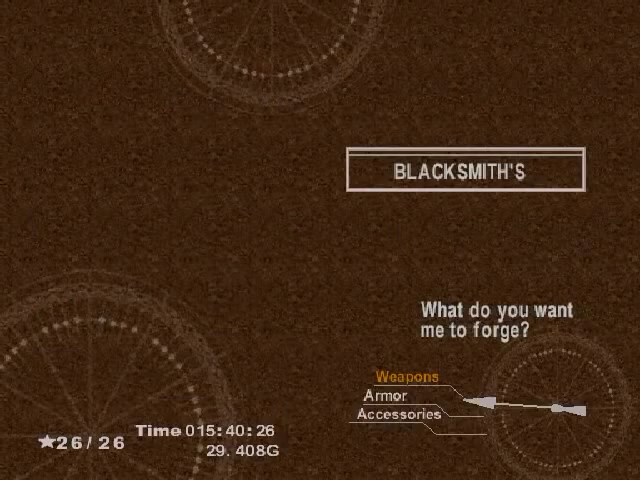 BLACKSMITH'S
What do you want
me to forge?
Weapons
Armor
Accessories
★26/26
Time 015:40:26
29. 408G